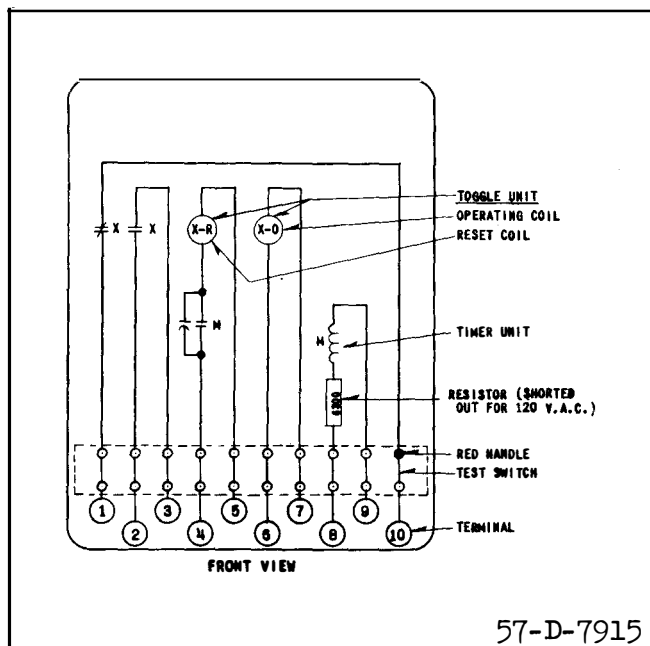 TOGGLE UNIT
OPERATING COIL
RESET COIL
X X X-R X-O
M
M
TIMER UNIT
RESISTOR (SHORTED
OUT FOR 120 V.A.C.)
RED HANDLE
TEST SWITCH
1 3 5 7 9
2 4 6 8 10
TERMINAL
FRONT VIEW
57-D-7915